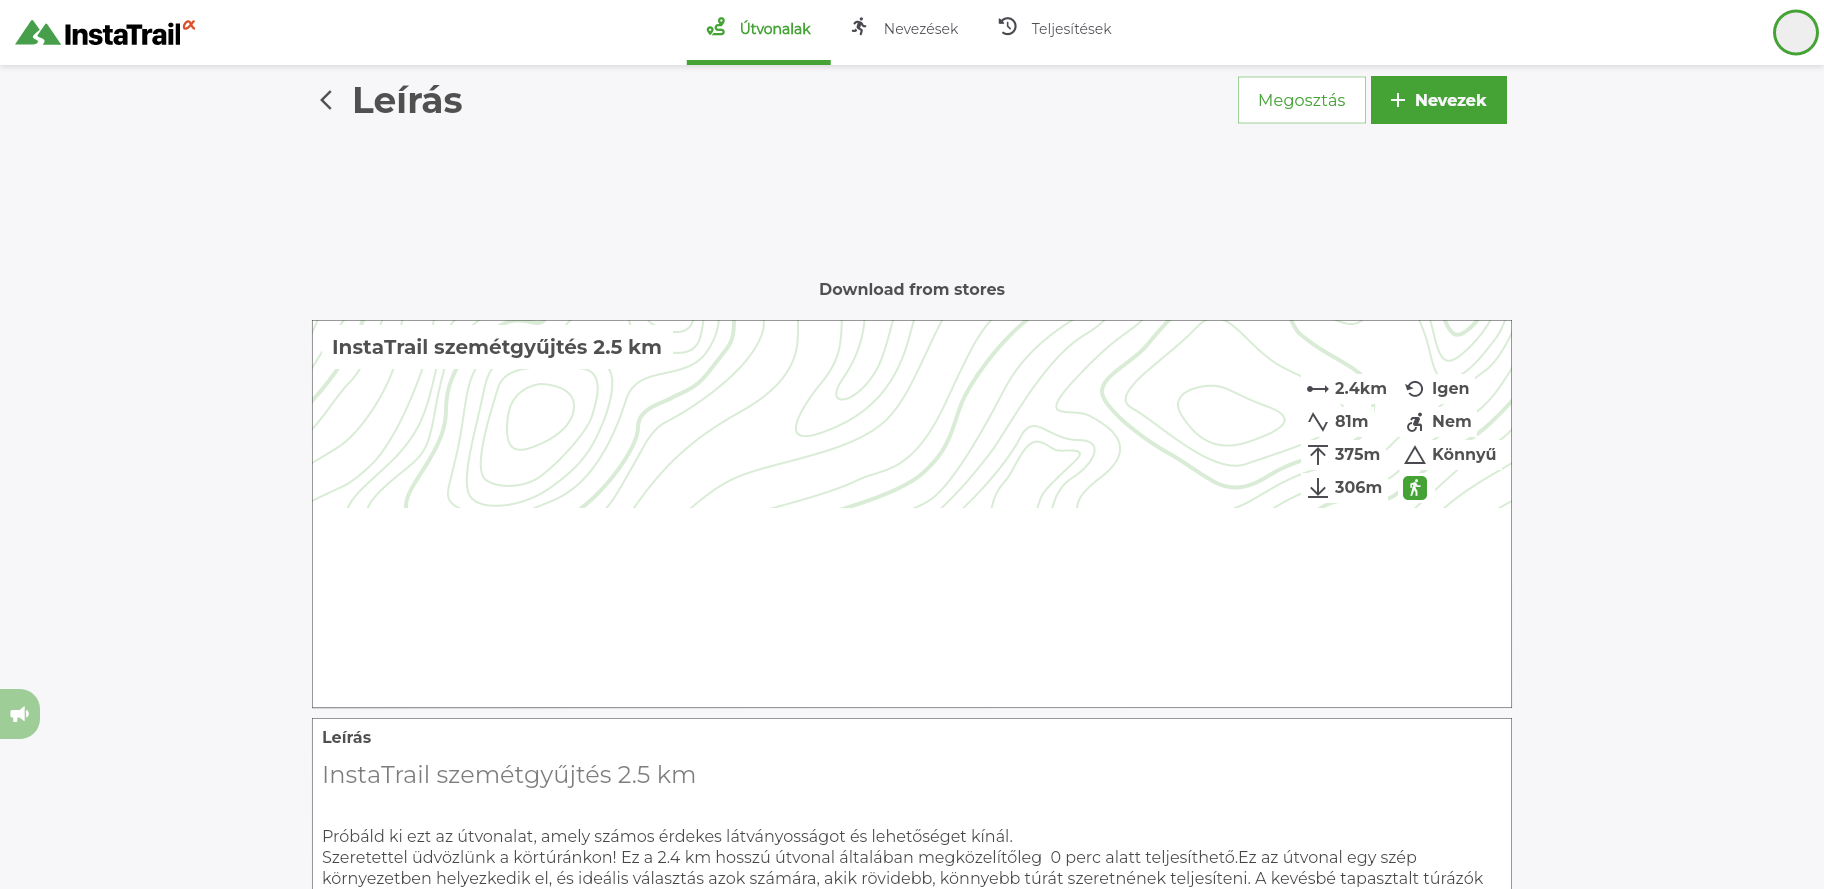 InstaTrail α
Útvonalak
Nevezések
Teljesítések
Leírás
Megosztás
Nevezek
Download from stores
InstaTrail szemétgyűjtés 2.5 km
2.4km
Igen
81m
Nem
375m
Könnyű
306m
Leírás
InstaTrail szemétgyűjtés 2.5 km
Próbáld ki ezt az útvonalat, amely számos érdekes látványosságot és lehetőséget kínál.
Szeretettel üdvözlünk a körtúránkon! Ez a 2.4 km hosszú útvonal általában megközelítőleg  0 perc alatt teljesíthető.Ez az útvonal egy szép
környezetben helyezkedik el, és ideális választás azok számára, akik rövidebb, könnyebb túrát szeretnének teljesíteni. A kevésbé tapasztalt túrázók